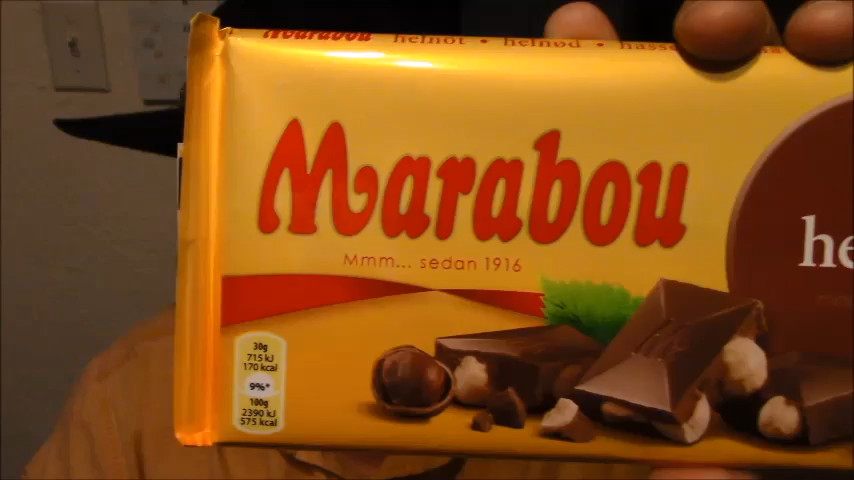 Marabou helnöt • helnød • hasse
Marabou
Mmm... sedan 1916
he
30g
715 kJ
170 kcal
9%*
100g
2390 kJ
575 kcal